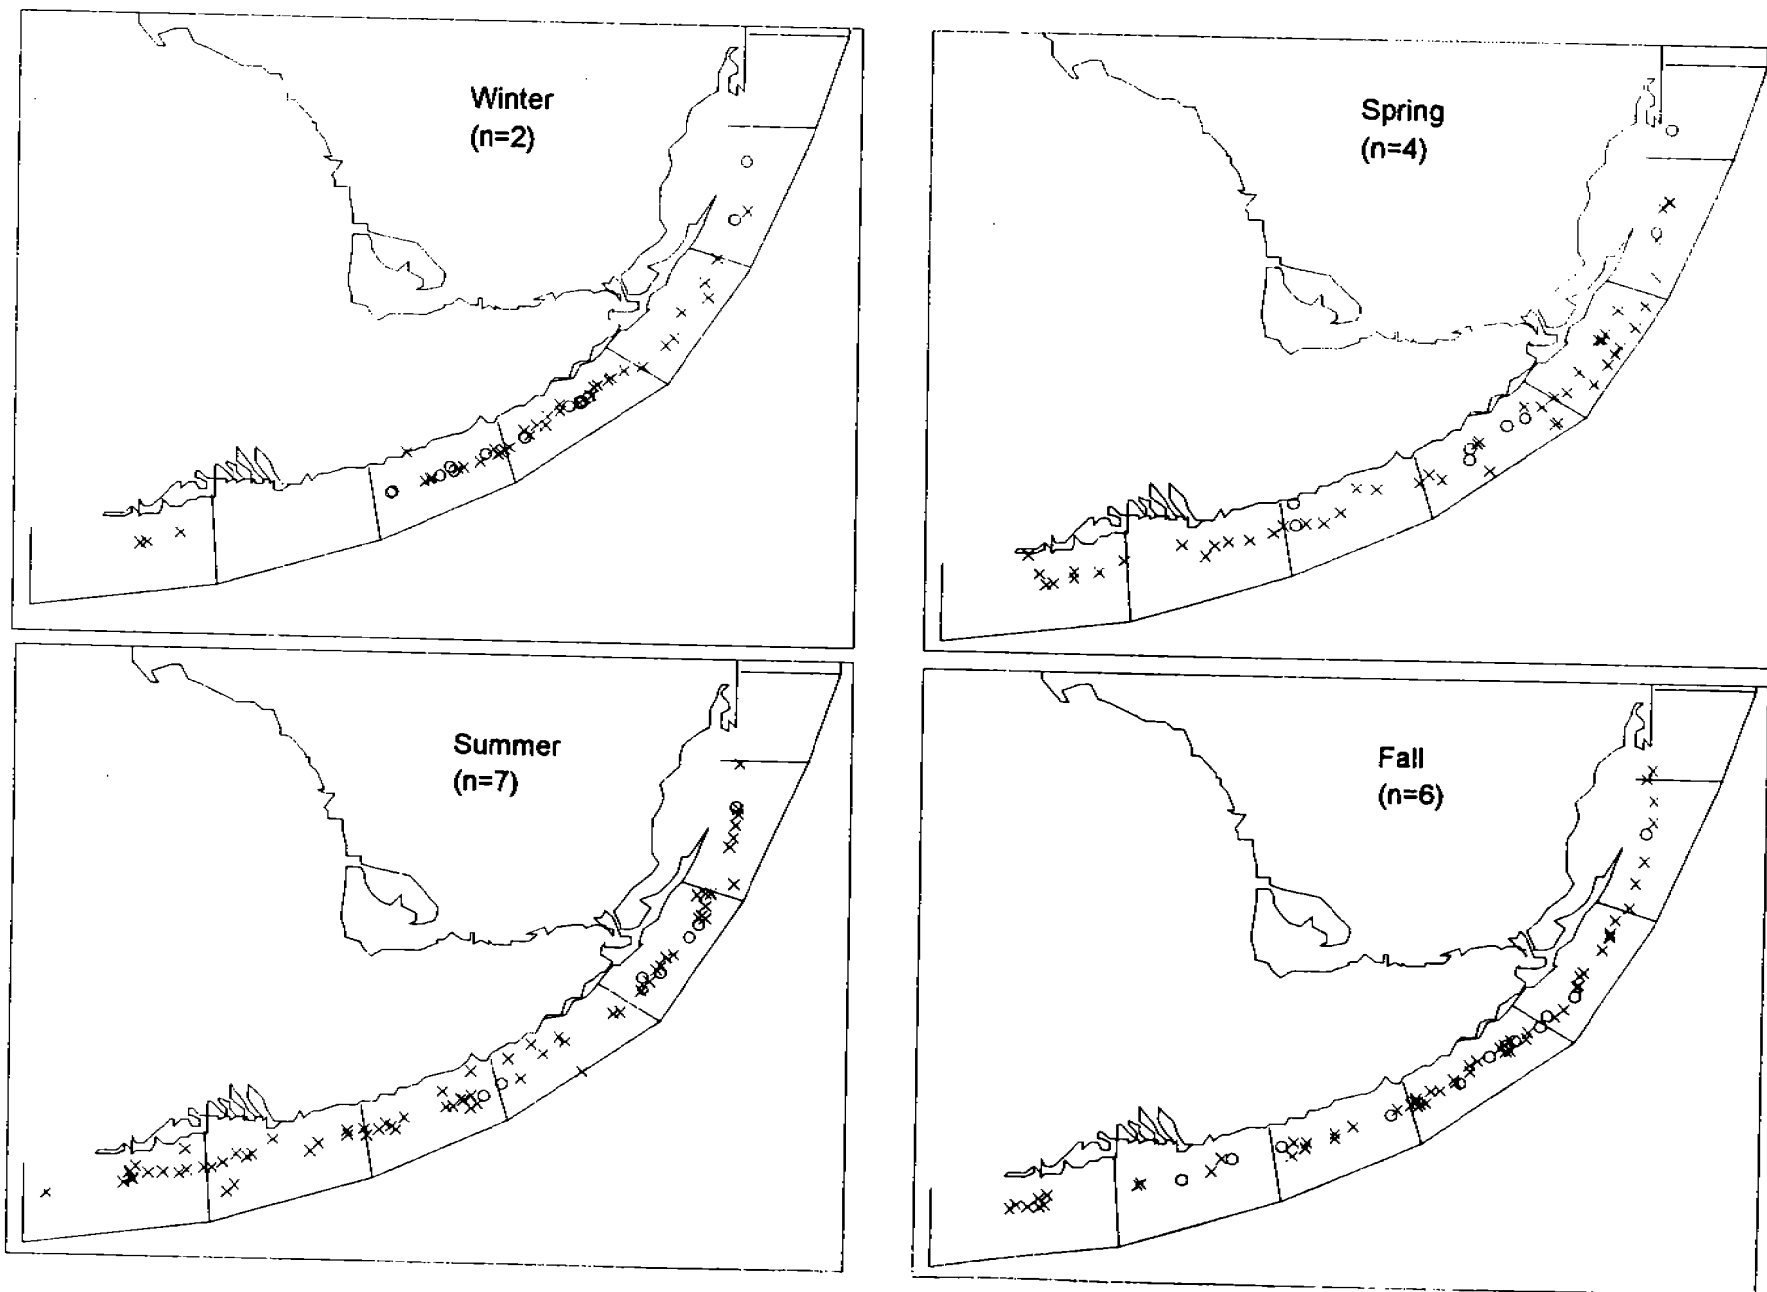 Winter
(n=2)
Spring
(n=4)
Summer
(n=7)
Fall
(n=6)